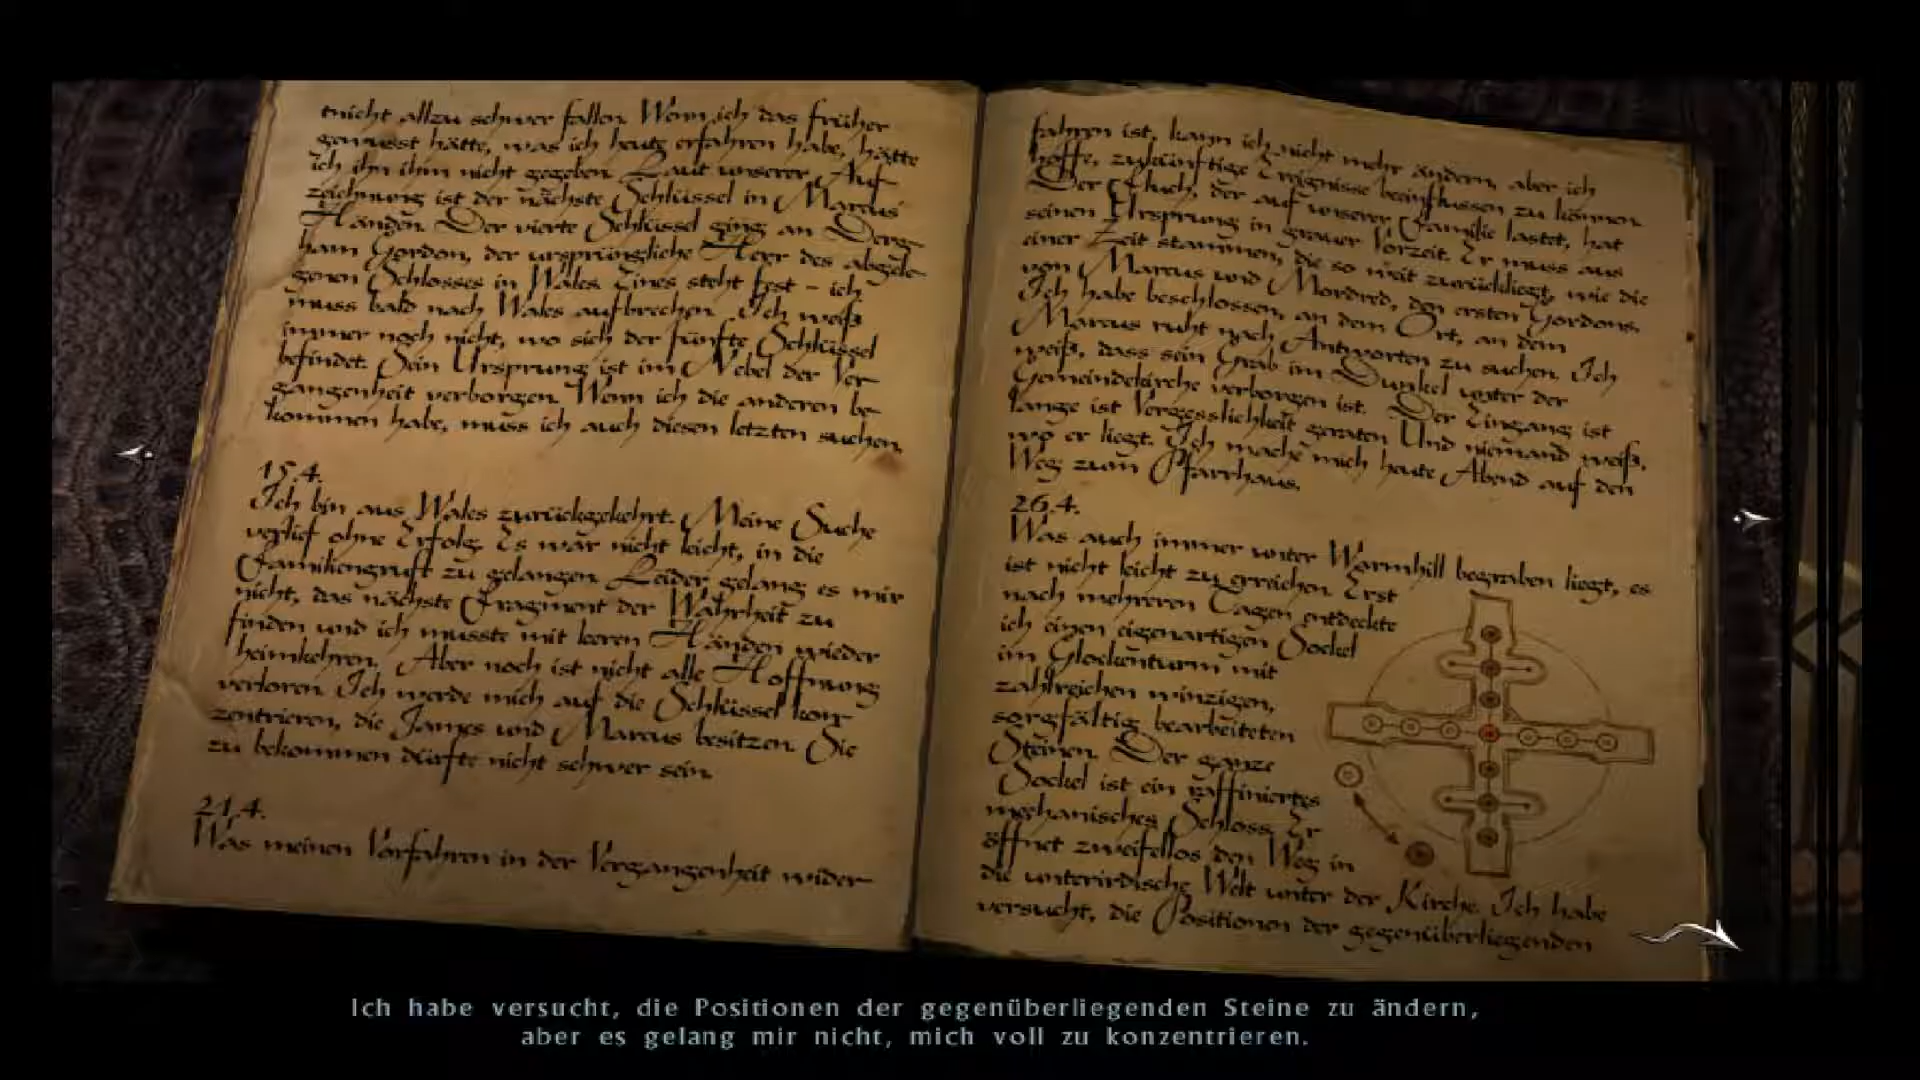 tnicht allzu schwer fallen. Wenn ich das früher
gewusst hätte, was ich heute erfahren habe, hätte
ich ihn ihm nicht gegeben. Laut unserer Auf-
zeichnung ist der nächste Schlüssel in Marcus'
Händen. Der vierte Schlüssel ging an Derg-
ham Gordon, der ursprüngliche Herr des abgele-
genen Schlosses in Wales. Eines steht fest - ich
muss bald nach Wales aufbrechen. Ich weiß
immer noch nicht, wo sich der fünfte Schlüssel
befindet. Sein Ursprung ist im Nebel der Ver-
gangenheit verborgen. Wenn ich die anderen be-
kommen habe, muss ich auch diesen letzten suchen.
15.4.
Ich bin aus Wales zurückgekehrt. Meine Suche
verlief ohne Erfolg. Es war nicht leicht, in die
Familiengruft zu gelangen. Leider gelang es mir
nicht, das nächste Fragment der Wahrheit zu
finden und ich musste mit leeren Händen wieder
heimkehren. Aber noch ist nicht alle Hoffnung
verloren. Ich werde mich auf die Schlüssel kon-
zentrieren, die James und Marcus besitzen. Sie
zu bekommen dürfte nicht schwer sein.
21.4.
Was meinen Vorfahren in der Vergangenheit wider-
fahren ist, kann ich nicht mehr ändern, aber ich
hoffe, zukünftige Ereignisse beeinflussen zu können.
Der Fluch, der auf unserer Familie lastet, hat
seinen Ursprung in grauer Vorzeit. Er muss aus
einer Zeit stammen, die so weit zurückliegt, wie die
von Marcus und Mordred, den ersten Gordons.
Ich habe beschlossen, an dem Ort, an dem
Marcus ruht nach Antworten zu suchen. Ich
weiß, dass sein Grab im Dunkel unter der
Gemeindekirche verborgen ist. Der Eingang ist
lange ist Vergesslichkeit geraten. Und niemand weiß,
wo er liegt. Ich mache mich heute Abend auf den
Weg zum Pfarrhaus.
26.4.
Was auch immer unter Warmhill begraben liegt, es
ist nicht leicht zu erreichen. Erst
nach mehreren Tagen entdeckte
ich einen eigenartigen Sockel
im Glockenturm mit
zahlreichen winzigen,
sorgfältig bearbeiteten
Steinen. Der ganze
Sockel ist ein raffiniertes
mechanisches Schloss. Er
öffnet zweifellos den Weg in
die unterirdische Welt unter der Kirche. Ich habe
versucht, die Positionen der gegenüberliegenden
Ich habe versucht, die Positionen der gegenüberliegenden Steine zu ändern,
aber es gelang mir nicht, mich voll zu konzentrieren.